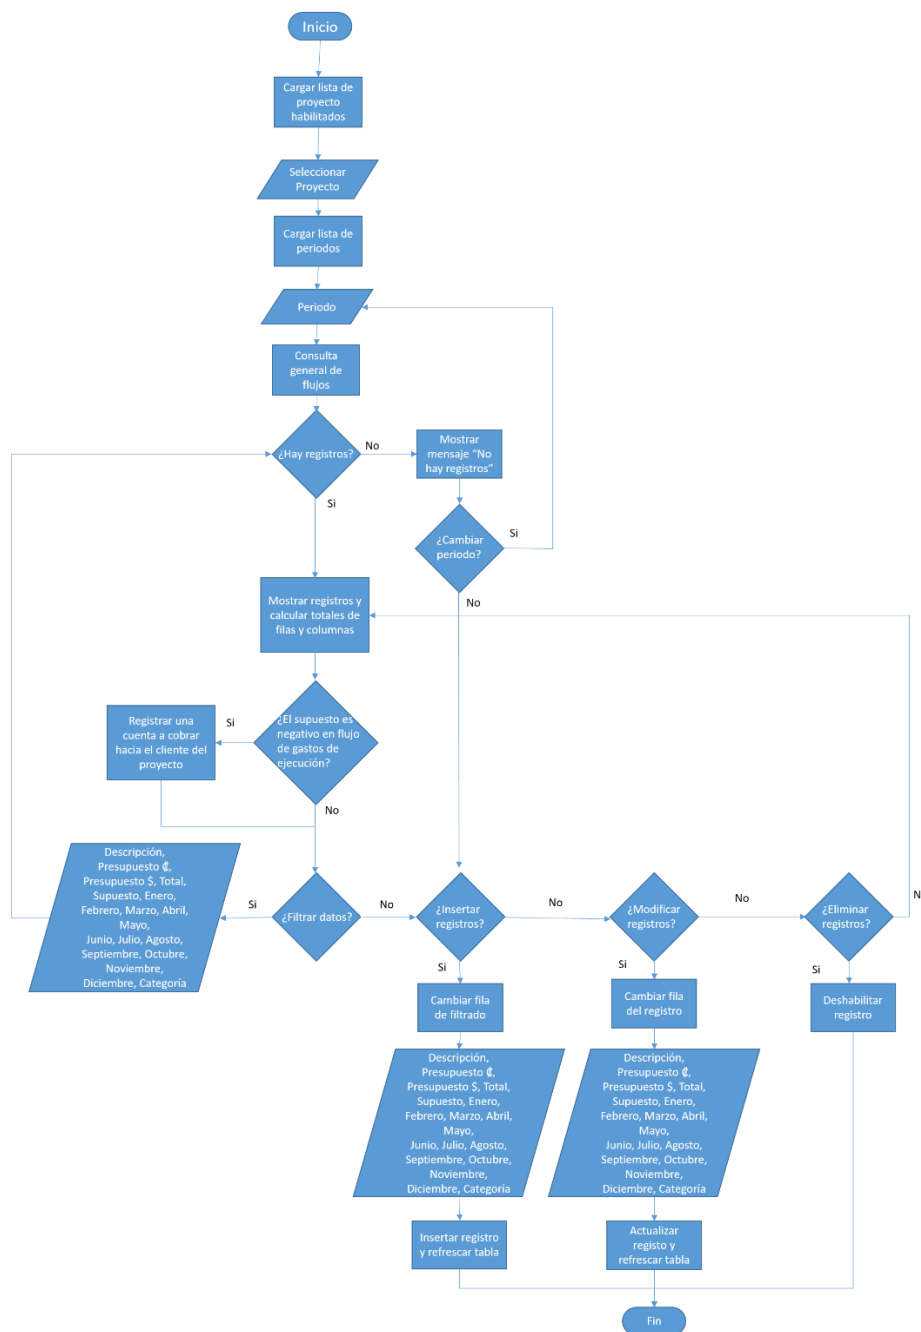 Inicio
Cargar lista de
proyecto
habilitados
Seleccionar
Proyecto
Cargar lista de
periodos
Periodo
Consulta
general de
flujos
¿Hay registros?
No
Mostrar
mensaje “No
hay registros”
Si
¿Cambiar
periodo?
Si
No
Mostrar registros y
calcular totales de
filas y columnas
¿El supuesto es
negativo en flujo
de gastos de
ejecución?
Si
Registrar una
cuenta a cobrar
hacia el cliente del
proyecto
No
¿Filtrar datos?
Si
Descripción,
Presupuesto ₡,
Presupuesto $, Total,
Supuesto, Enero,
Febrero, Marzo, Abril,
Mayo,
Junio, Julio, Agosto,
Septiembre, Octubre,
Noviembre,
Diciembre, Categoría
No
¿Insertar
registros?
No
¿Modificar
registros?
No
¿Eliminar
registros?
N
Si
Cambiar fila
de filtrado
Descripción,
Presupuesto ₡,
Presupuesto $, Total,
Supuesto, Enero,
Febrero, Marzo, Abril,
Mayo,
Junio, Julio, Agosto,
Septiembre, Octubre,
Noviembre,
Diciembre, Categoría
Insertar registro
y refrescar tabla
Si
Cambiar fila
del registro
Descripción,
Presupuesto ₡,
Presupuesto $, Total,
Supuesto, Enero,
Febrero, Marzo, Abril,
Mayo,
Junio, Julio, Agosto,
Septiembre, Octubre,
Noviembre,
Diciembre, Categoría
Actualizar
registo y
refrescar tabla
Si
Deshabilitar
registro
Fin